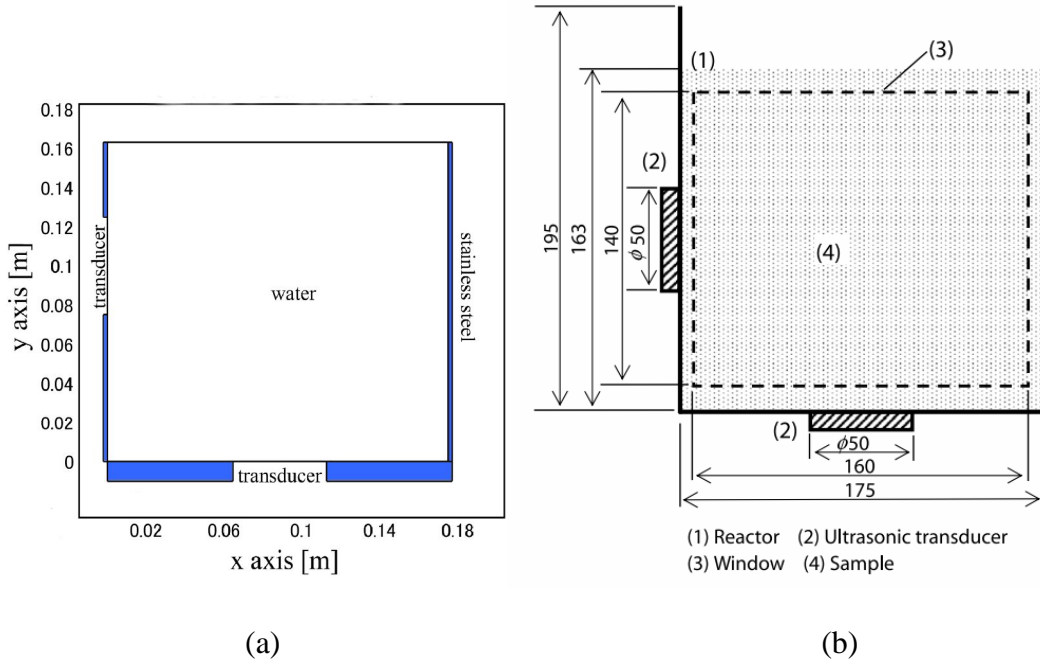 0.18
0.16
0.14
0.12
0.1
0.08
0.06
0.04
0.02
0
y axis [m]
transducer
water
stainless steel
transducer
0.02
0.06
0.1
0.14
0.18
x axis [m]
(a)
(1)
(3)
(2)
(4)
195
163
140
ϕ50
(2)
ϕ50
160
175
(1) Reactor (2) Ultrasonic transducer
(3) Window (4) Sample
(b)